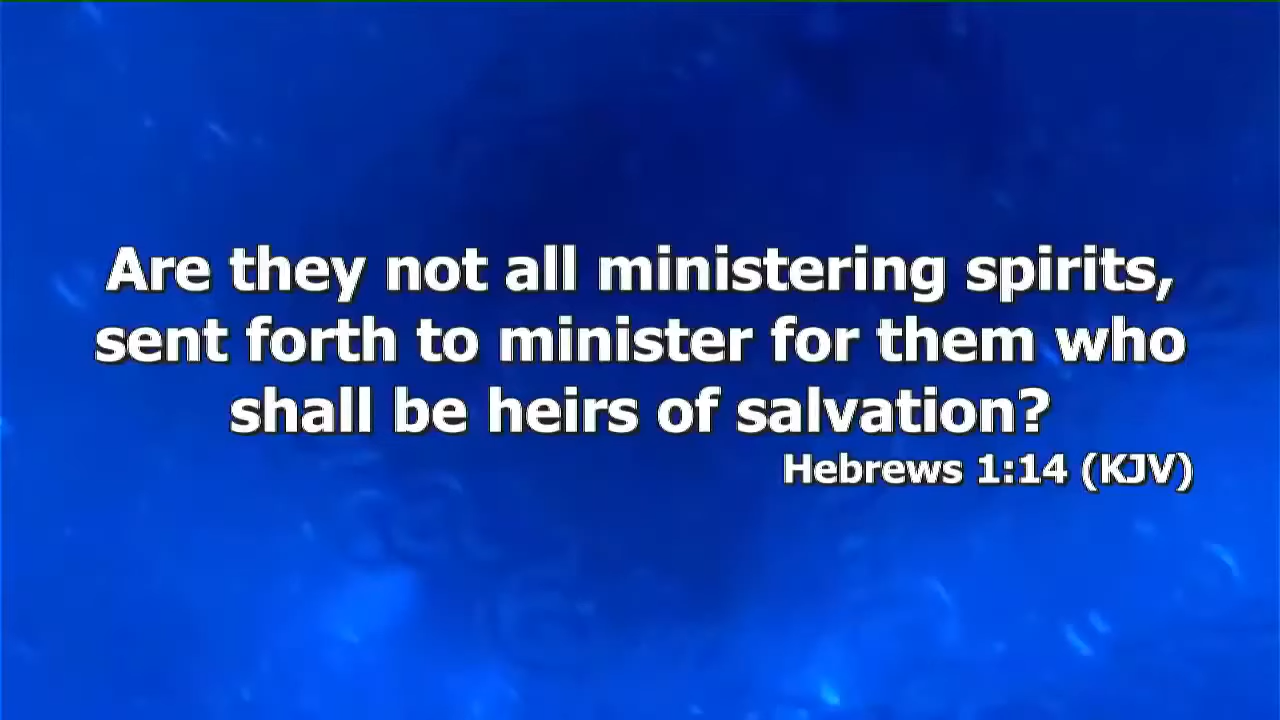 Are they not all ministering spirits,
sent forth to minister for them who
shall be heirs of salvation?
Hebrews 1:14 (KJV)